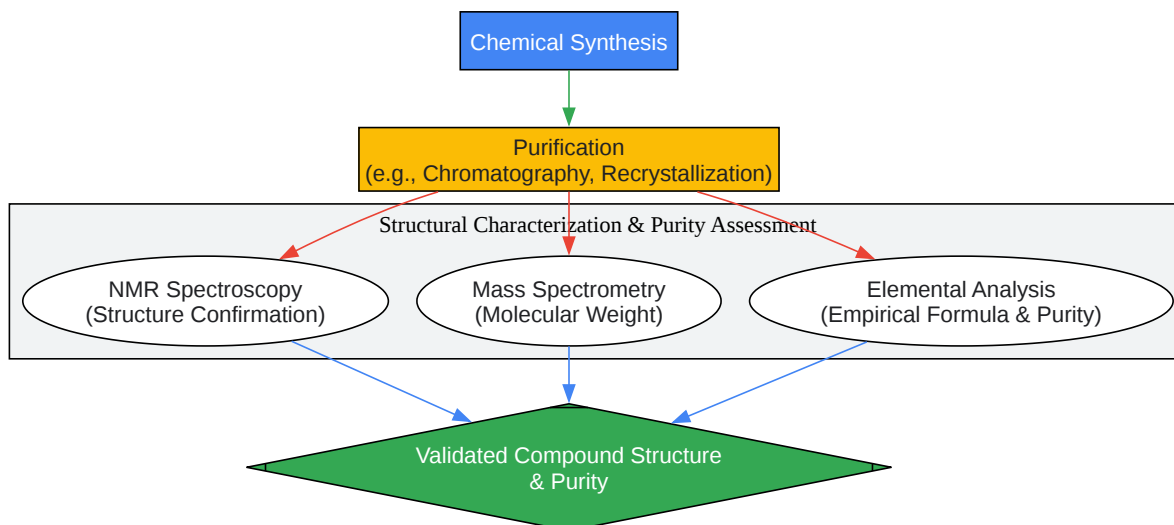 Chemical Synthesis
Purification
(e.g., Chromatography, Recrystallization)
Structural Characterization & Purity Assessment
NMR Spectroscopy
(Structure Confirmation)
Mass Spectrometry
(Molecular Weight)
Elemental Analysis
(Empirical Formula & Purity)
Validated Compound Structure
& Purity